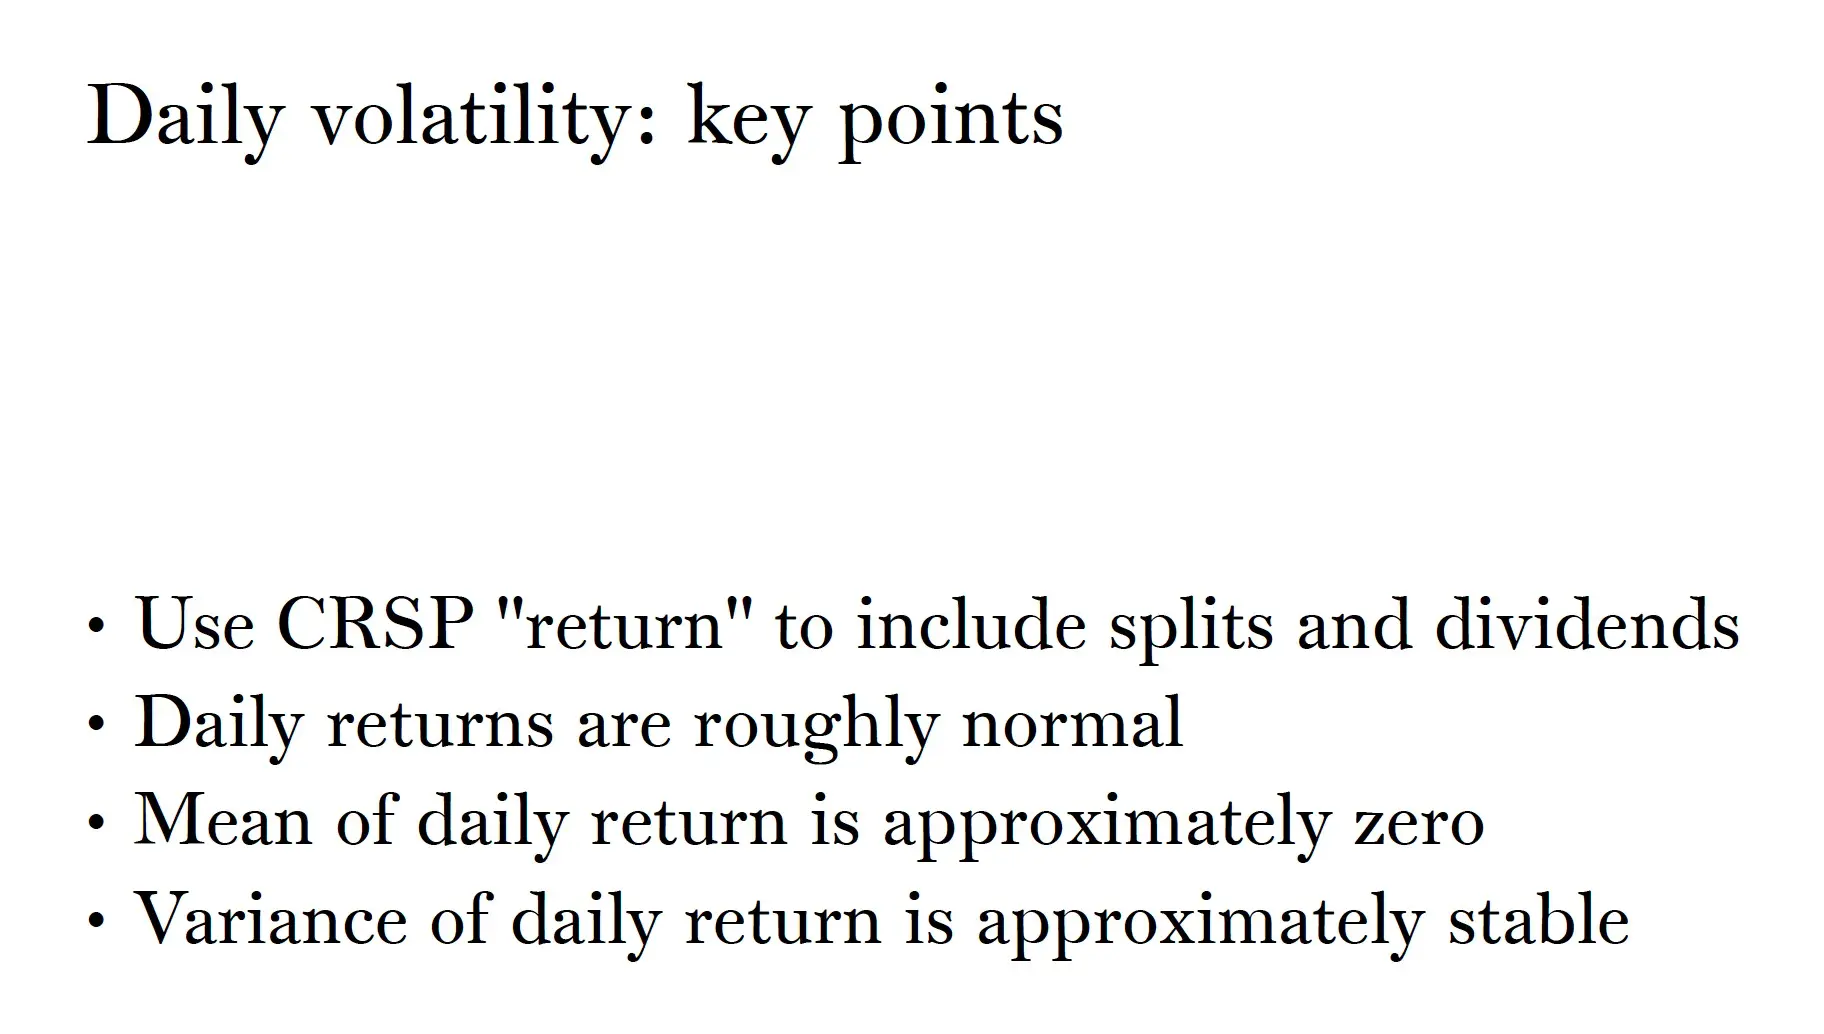 Daily volatility: key points
• Use CRSP "return" to include splits and dividends
• Daily returns are roughly normal
• Mean of daily return is approximately zero
• Variance of daily return is approximately stable